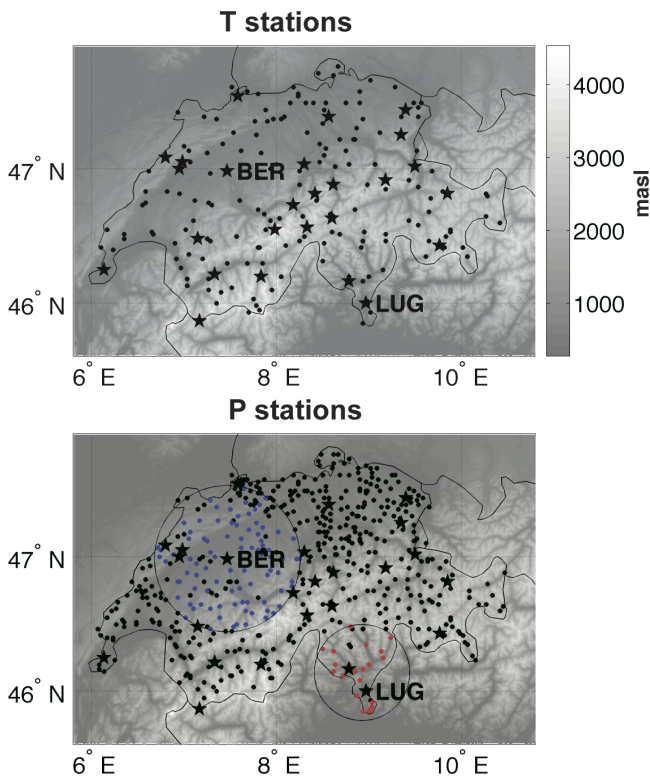 T stations
47° N
46° N
BER
LUG
6° E
8° E
10° E
4000
3000
2000
1000
masl
P stations
47° N
46° N
BER
LUG
6° E
8° E
10° E